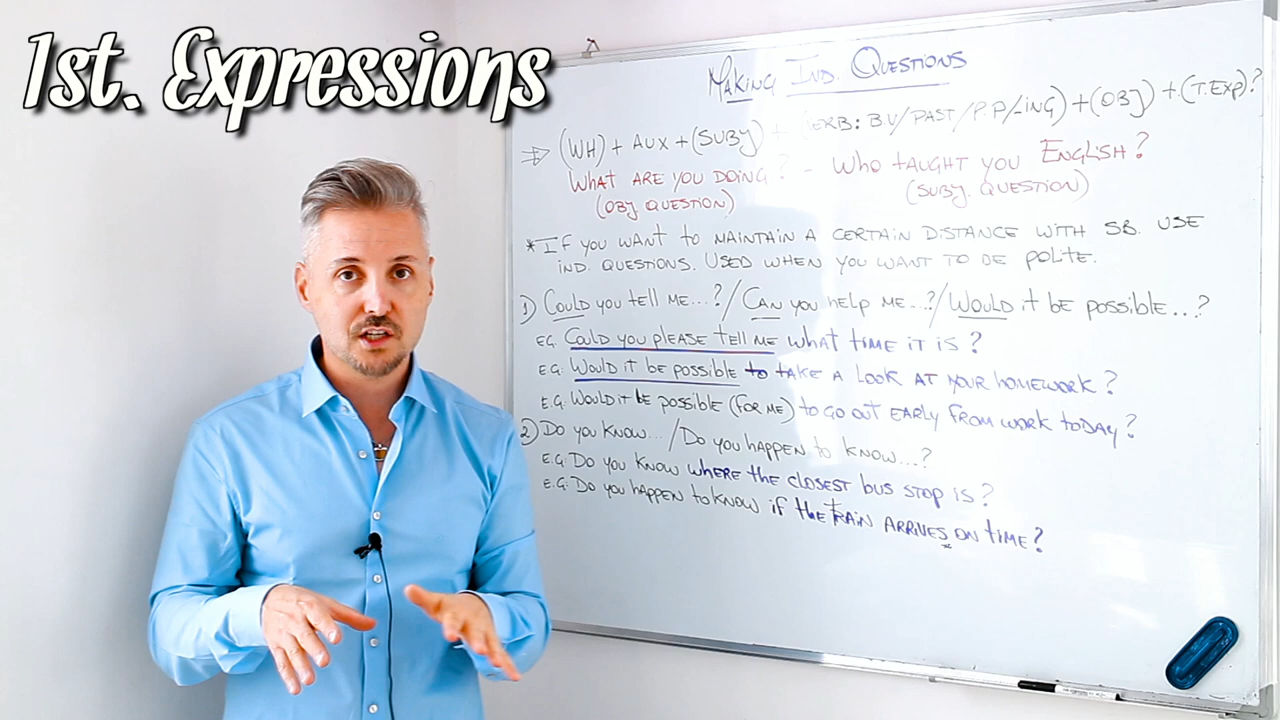 1st. Expressions
MAKING IND. QUESTIONS
(WH) + AUX + (SUBJ) + (VERB: B.V/PAST/P.P/-ING) + (OBJ) + (T.EXP)?
WHAT ARE YOU DOING? - WHO TAUGHT YOU ENGLISH?
(OBJ QUESTION) (SUBJ. QUESTION)
* IF YOU WANT TO MAINTAIN A CERTAIN DISTANCE WITH SB. USE
IND. QUESTIONS. USED WHEN YOU WANT TO BE POLITE.
1) COULD YOU TELL ME...?/CAN YOU HELP ME...?/WOULD it BE POSSIBLE...?
EG. COULD YOU PLEASE TELL ME WHAT TIME IT IS?
E.G: WOULD IT BE POSSIBLE to TAKE A LOOK AT YOUR HOMEWORK?
E.G: WOULD IT BE POSSIBLE (FOR ME) TO GO OUT EARLY FROM WORK TODAY?
2) DO YOU KNOW.../DO YOU HAPPEN TO KNOW...?
E.G: DO YOU KNOW WHERE THE CLOSEST BUS STOP IS?
E.G: DO YOU HAPPEN TO KNOW IF THE TRAIN ARRIVES ON TIME?